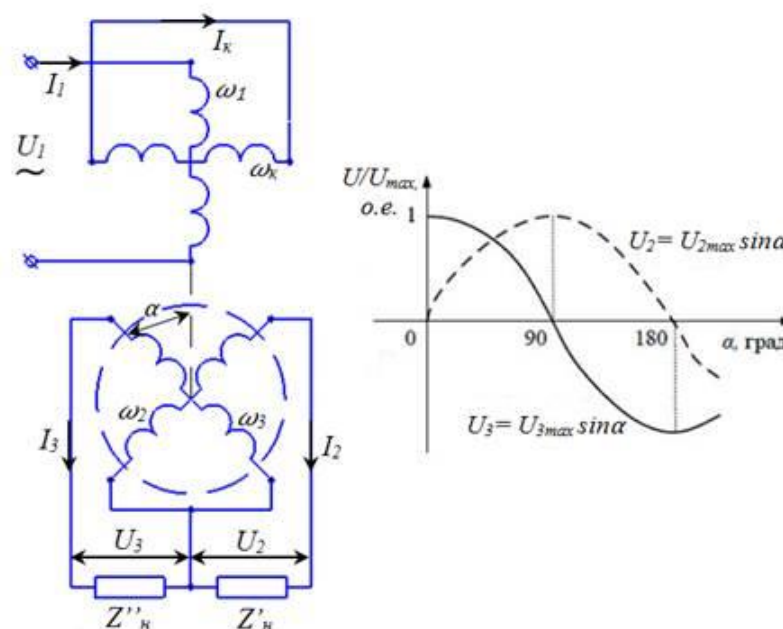 I_к
I_1
ω_1
U_1
~
ω_к
α
ω_2
ω_3
I_3
I_2
U_3
U_2
Z''_н
Z'_н
U/U_max,
о.е.
1
U_2= U_2max sinα
0
90
180
α, град
U_3= U_3max sinα